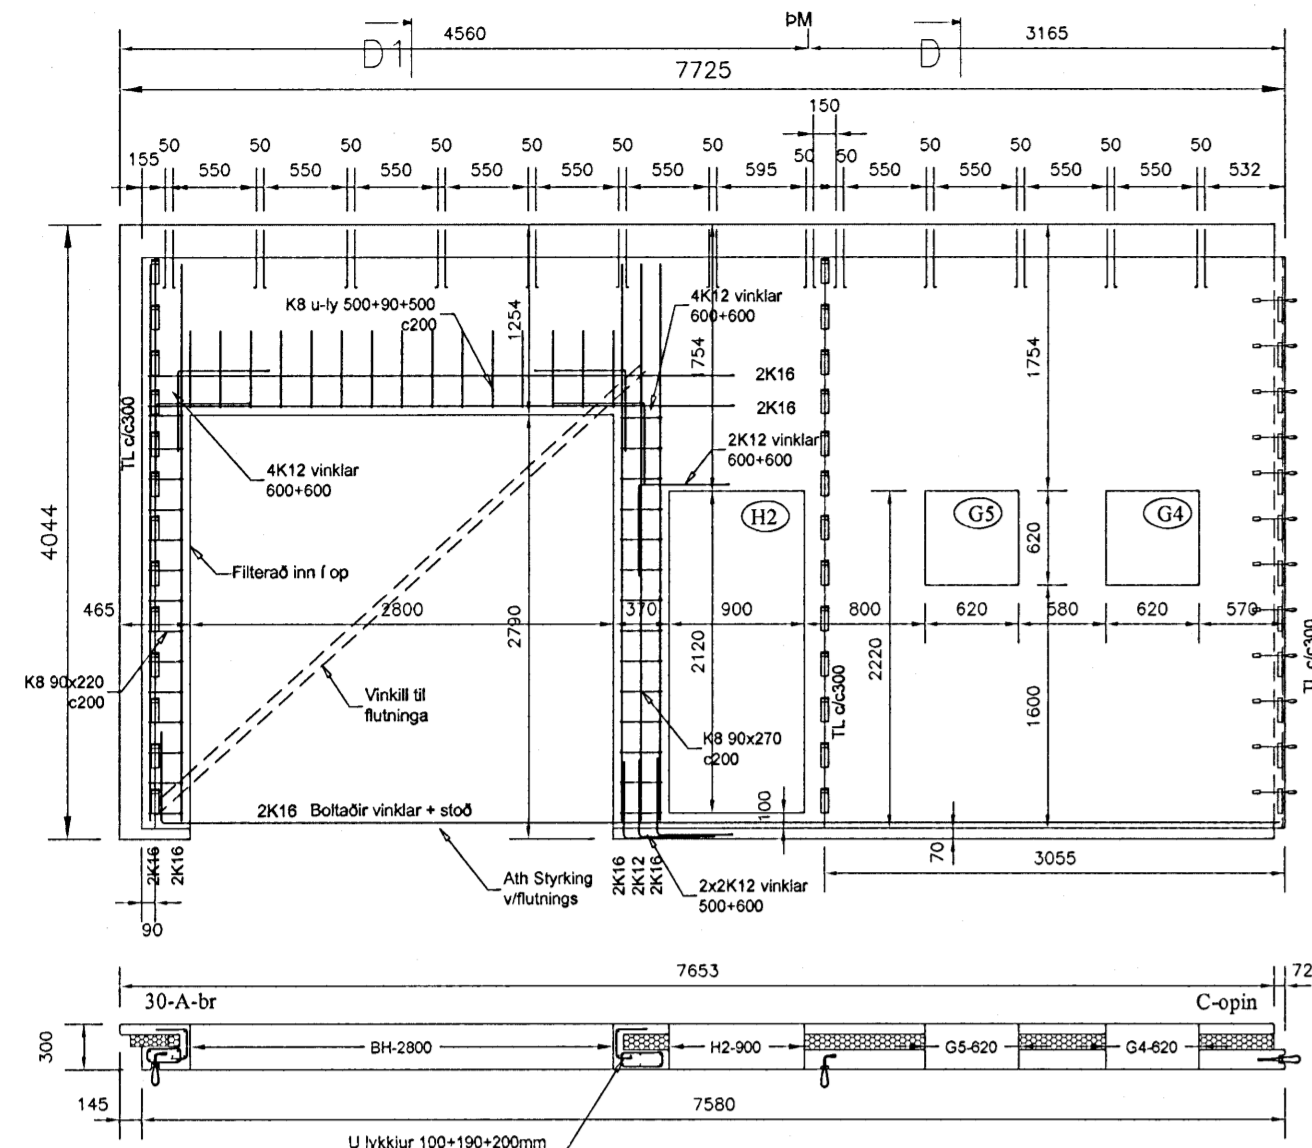 ÞM
4560
3165
D 1
D
7725
150
50 50 50 50 50 50 50 50 50 50 50 50 50
155 550 550 550 550 550 550 595 550 550 550 550 532
K8 u-ly 500+90+500
c200
1254
4K12 vinklar
600+600
1754
1754
2K16
2K16
TL c/c300
4K12 vinklar
600+600
2K12 vinklar
600+600
H2
G5
G4
4044
620
Filterað inn í op
465
2800
370
900
800
620
580
620
570
2790
2120
2220
1600
TL c/c300
TL c/c300
K8 90x220
c200
Vinkill til
flutninga
K8 90x270
c200
2K16 Boltaðir vinklar + stoð
100
70
3055
2K16
2K16
Ath Styrking
v/flutnings
2K16
2K12
2K16
2x2K12 vinklar
500+600
90
7653
72
30-A-br
C-opin
300
BH-2800
H2-900
G5-620
G4-620
145
7580
U lykkjur 100+190+200mm